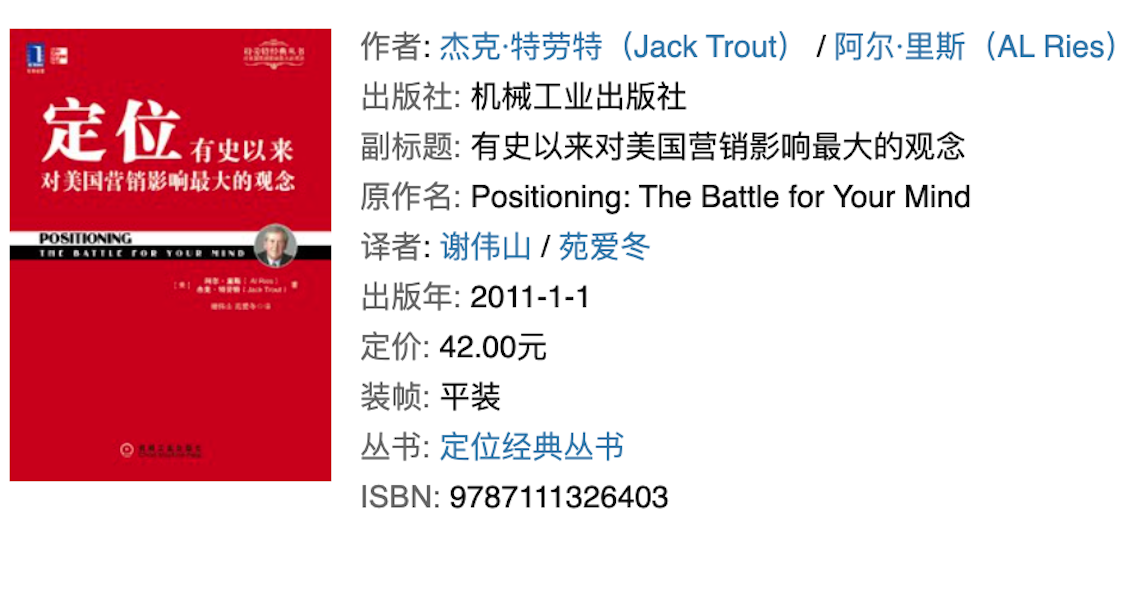 定位 有史以来
对美国营销影响最大的观念
POSITIONING
THE BATTLE FOR YOUR MIND
[美] 阿尔·里斯（Al Ries）
杰克·特劳特（Jack Trout） 著
谢伟山 苑爱冬 译
机械工业出版社
作者: 杰克·特劳特（Jack Trout） / 阿尔·里斯（AL Ries）
出版社: 机械工业出版社
副标题: 有史以来对美国营销影响最大的观念
原作名: Positioning: The Battle for Your Mind
译者: 谢伟山 / 苑爱冬
出版年: 2011-1-1
定价: 42.00元
装帧: 平装
丛书: 定位经典丛书
ISBN: 9787111326403